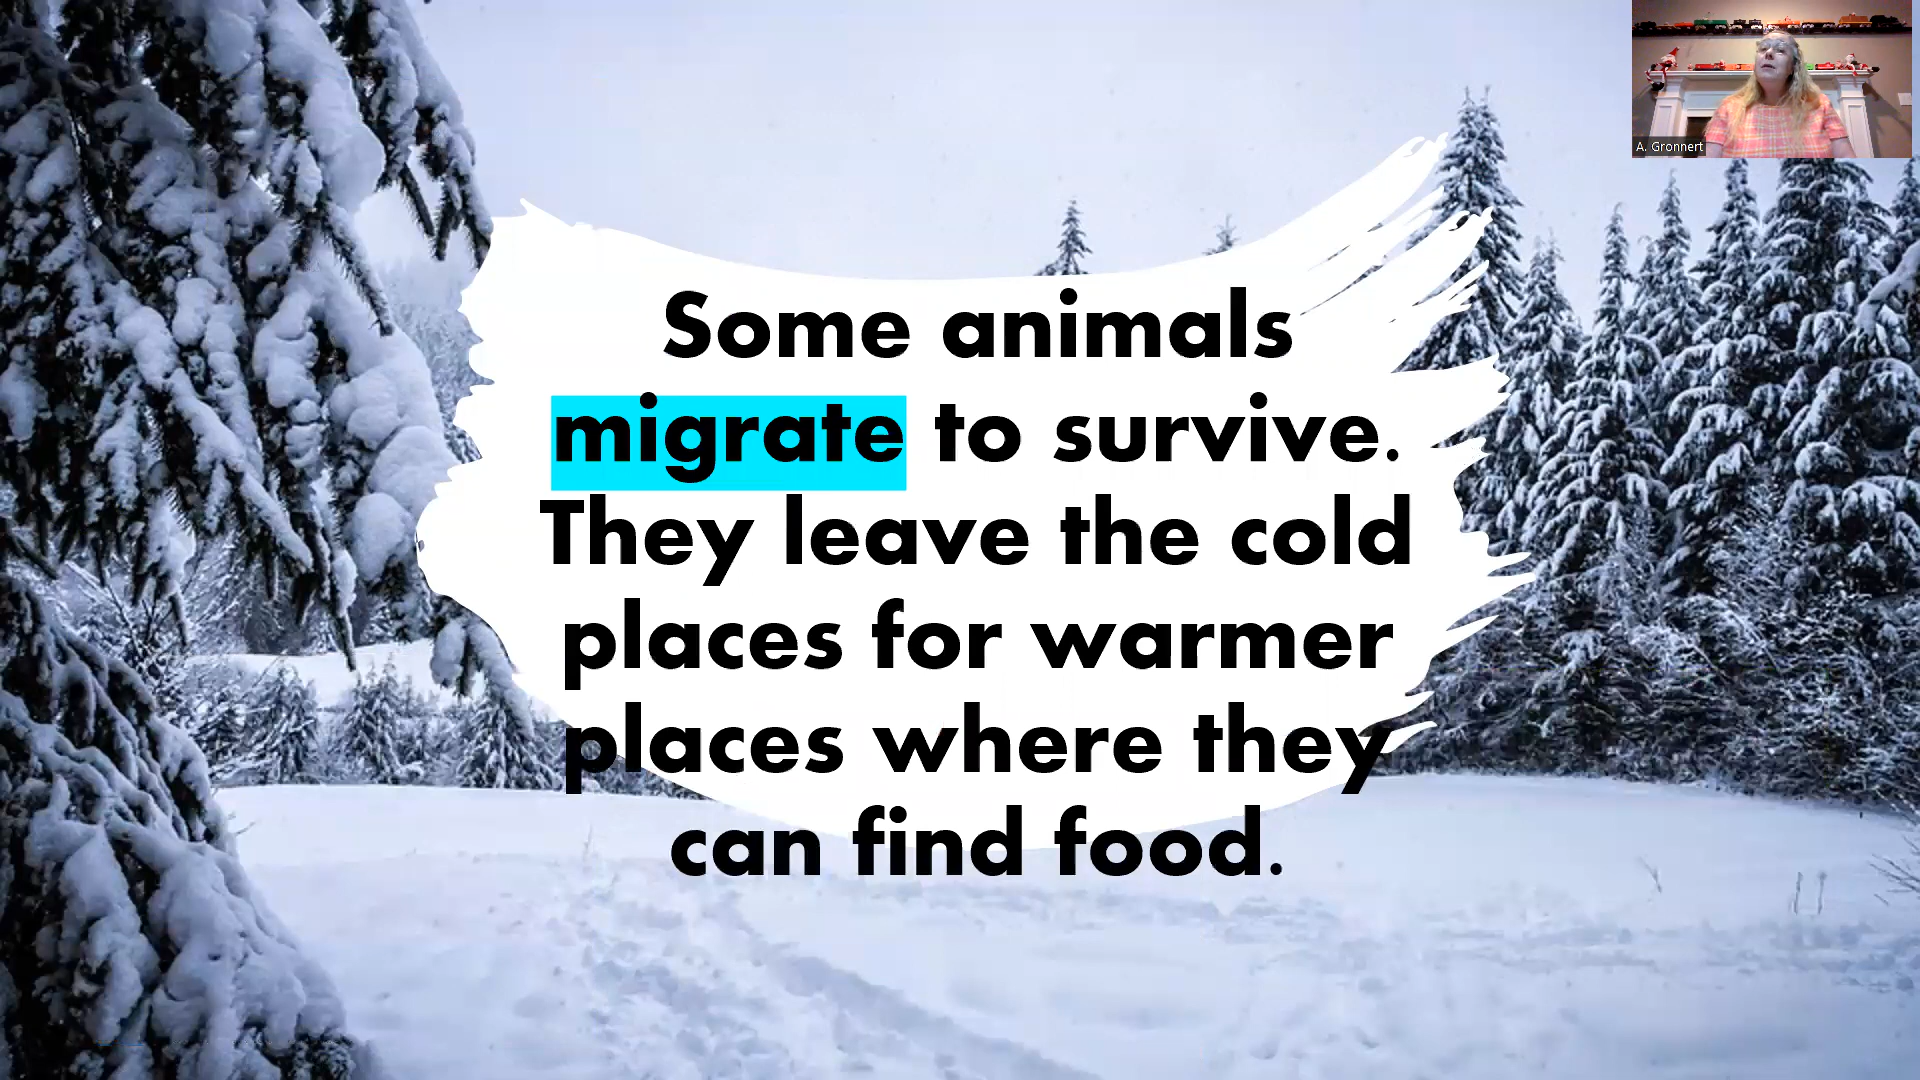 A. Gronnert
Some animals
migrate to survive.
They leave the cold
places for warmer
places where they
can find food.